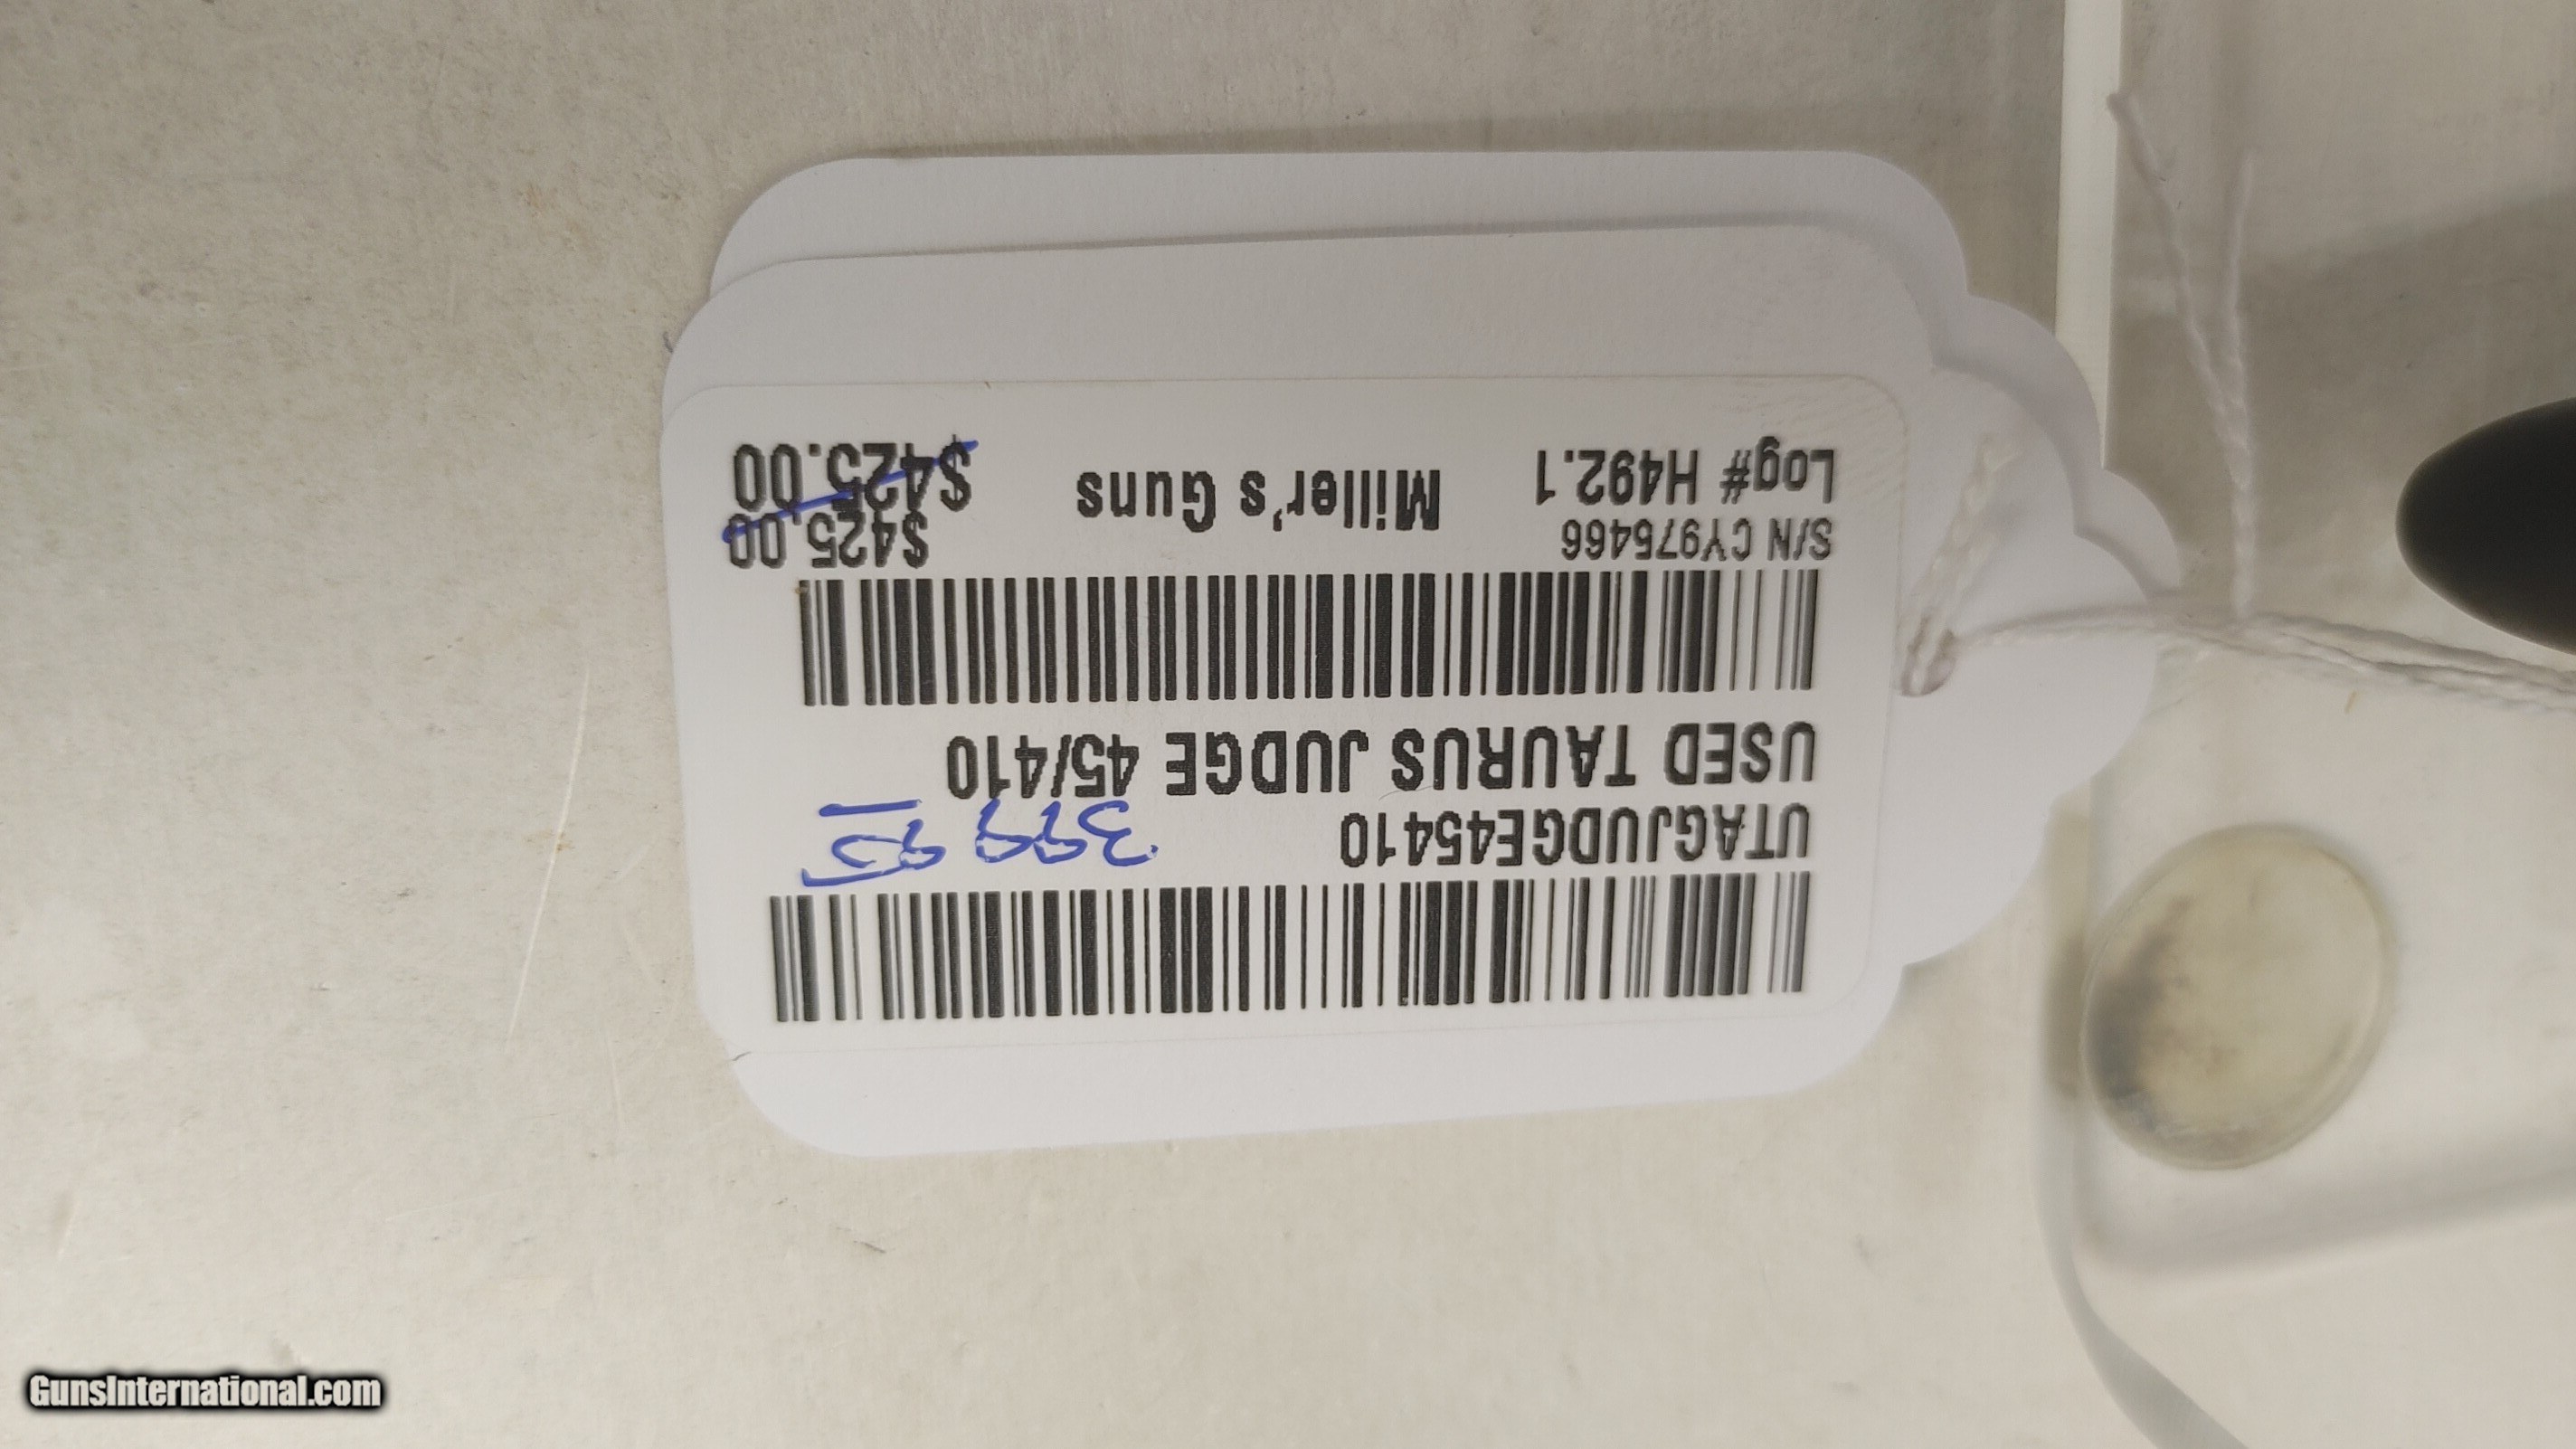 UTAGJUDGE45410
399 95
USED TAURUS JUDGE 45/410
S/N CY975466
$425.00
Log# H492.1
Miller's Guns
$425.00
GunsInternational.com